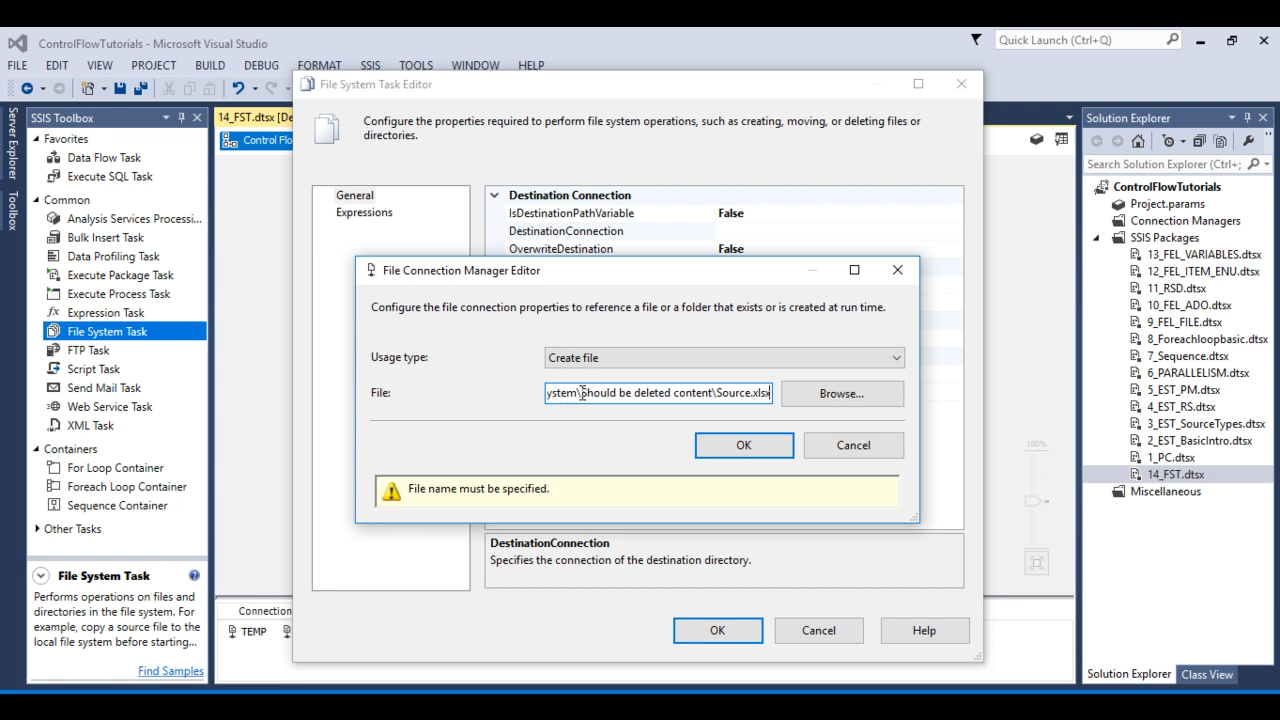 ControlFlowTutorials - Microsoft Visual Studio
Quick Launch (Ctrl+Q)
FILE EDIT VIEW PROJECT BUILD DEBUG FORMAT SSIS TOOLS WINDOW HELP
Server Explorer
Toolbox
SSIS Toolbox
Favorites
Data Flow Task
Execute SQL Task
Common
Analysis Services Processi...
Bulk Insert Task
Data Profiling Task
Execute Package Task
Execute Process Task
Expression Task
File System Task
FTP Task
Script Task
Send Mail Task
Web Service Task
XML Task
Containers
For Loop Container
Foreach Loop Container
Sequence Container
Other Tasks
File System Task
Performs operations on files and
directories in the file system. For
example, copy a source file to the
local file system before starting...
Find Samples
14_FST.dtsx [De
Control Flo
Connection
TEMP
100%
File System Task Editor
Configure the properties required to perform file system operations, such as creating, moving, or deleting files or
directories.
General
Expressions
Destination Connection
IsDestinationPathVariable False
DestinationConnection
OverwriteDestination False
File Connection Manager Editor
Configure the file connection properties to reference a file or a folder that exists or is created at run time.
Usage type: Create file
File: ystem\Should be deleted content\Source.xlsx Browse...
OK Cancel
File name must be specified.
DestinationConnection
Specifies the connection of the destination directory.
OK Cancel Help
Solution Explorer
Search Solution Explorer (Ctrl+;
ControlFlowTutorials
Project.params
Connection Managers
SSIS Packages
13_FEL_VARIABLES.dtsx
12_FEL_ITEM_ENU.dtsx
11_RSD.dtsx
10_FEL_ADO.dtsx
9_FEL_FILE.dtsx
8_Foreachloopbasic.dtsx
7_Sequence.dtsx
6_PARALLELISM.dtsx
5_EST_PM.dtsx
4_EST_RS.dtsx
3_EST_SourceTypes.dtsx
2_EST_BasicIntro.dtsx
1_PC.dtsx
14_FST.dtsx
Miscellaneous
Solution Explorer Class View